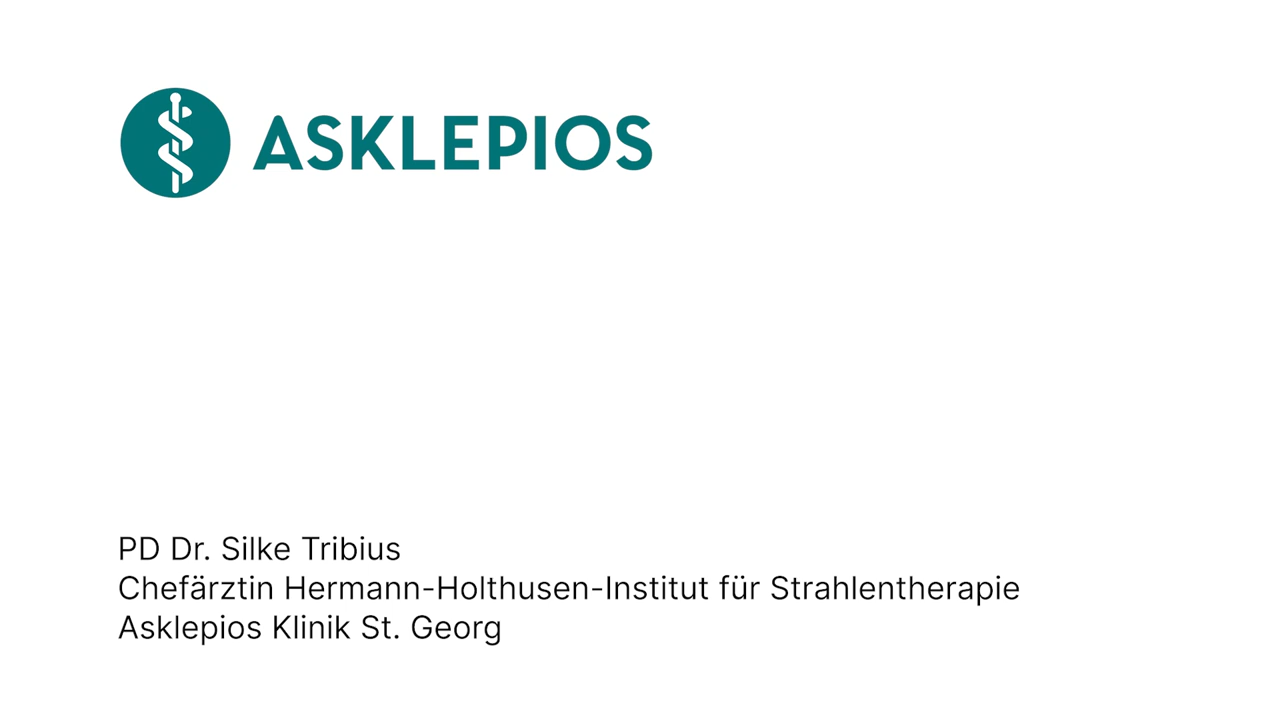 ASKLEPIOS
PD Dr. Silke Tribius
Chefärztin Hermann-Holthusen-Institut für Strahlentherapie
Asklepios Klinik St. Georg